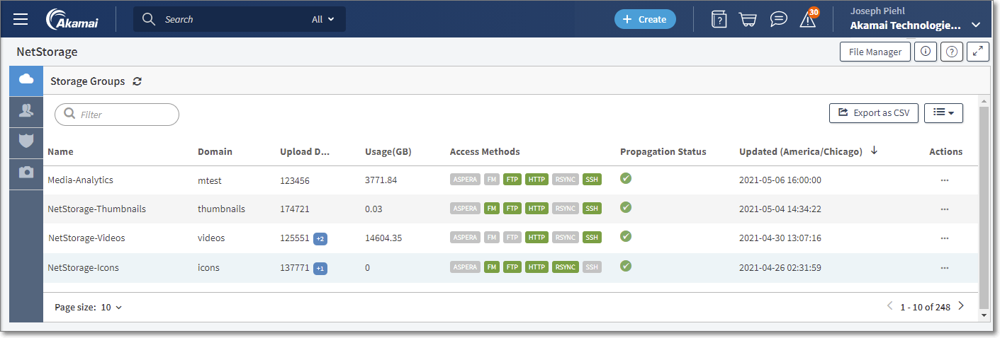 Akamai Search All + Create ? 30 Joseph Piehl
Akamai Technologie...
NetStorage File Manager i ?
Storage Groups
Filter Export as CSV
Name Domain Upload D... Usage(GB) Access Methods Propagation Status Updated (America/Chicago) Actions
Media-Analytics mtest 123456 3771.84 ASPERA FM FTP HTTP RSYNC SSH 2021-05-06 16:00:00 ...
NetStorage-Thumbnails thumbnails 174721 0.03 ASPERA FM FTP HTTP RSYNC SSH 2021-05-04 14:34:22 ...
NetStorage-Videos videos 125551 +2 14604.35 ASPERA FM FTP HTTP RSYNC SSH 2021-04-30 13:07:16 ...
NetStorage-Icons icons 137771 +1 0 ASPERA FM FTP HTTP RSYNC SSH 2021-04-26 02:31:59 ...
Page size: 10 1 - 10 of 248